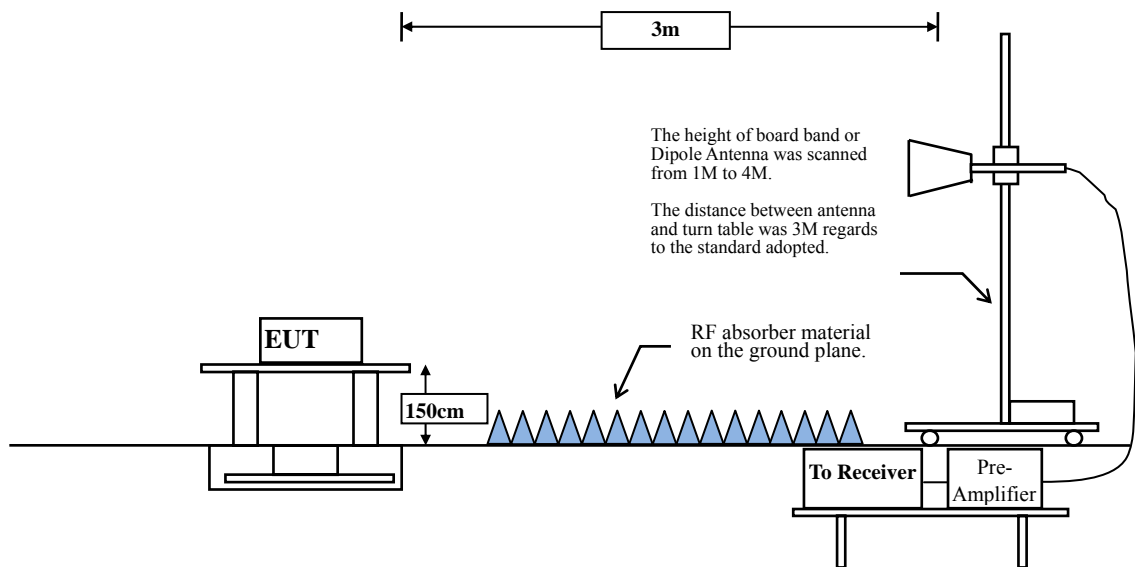 3m
The height of board band or
Dipole Antenna was scanned
from 1M to 4M.
The distance between antenna
and turn table was 3M regards
to the standard adopted.
EUT
RF absorber material
on the ground plane.
150cm
To Receiver
Pre-
Amplifier